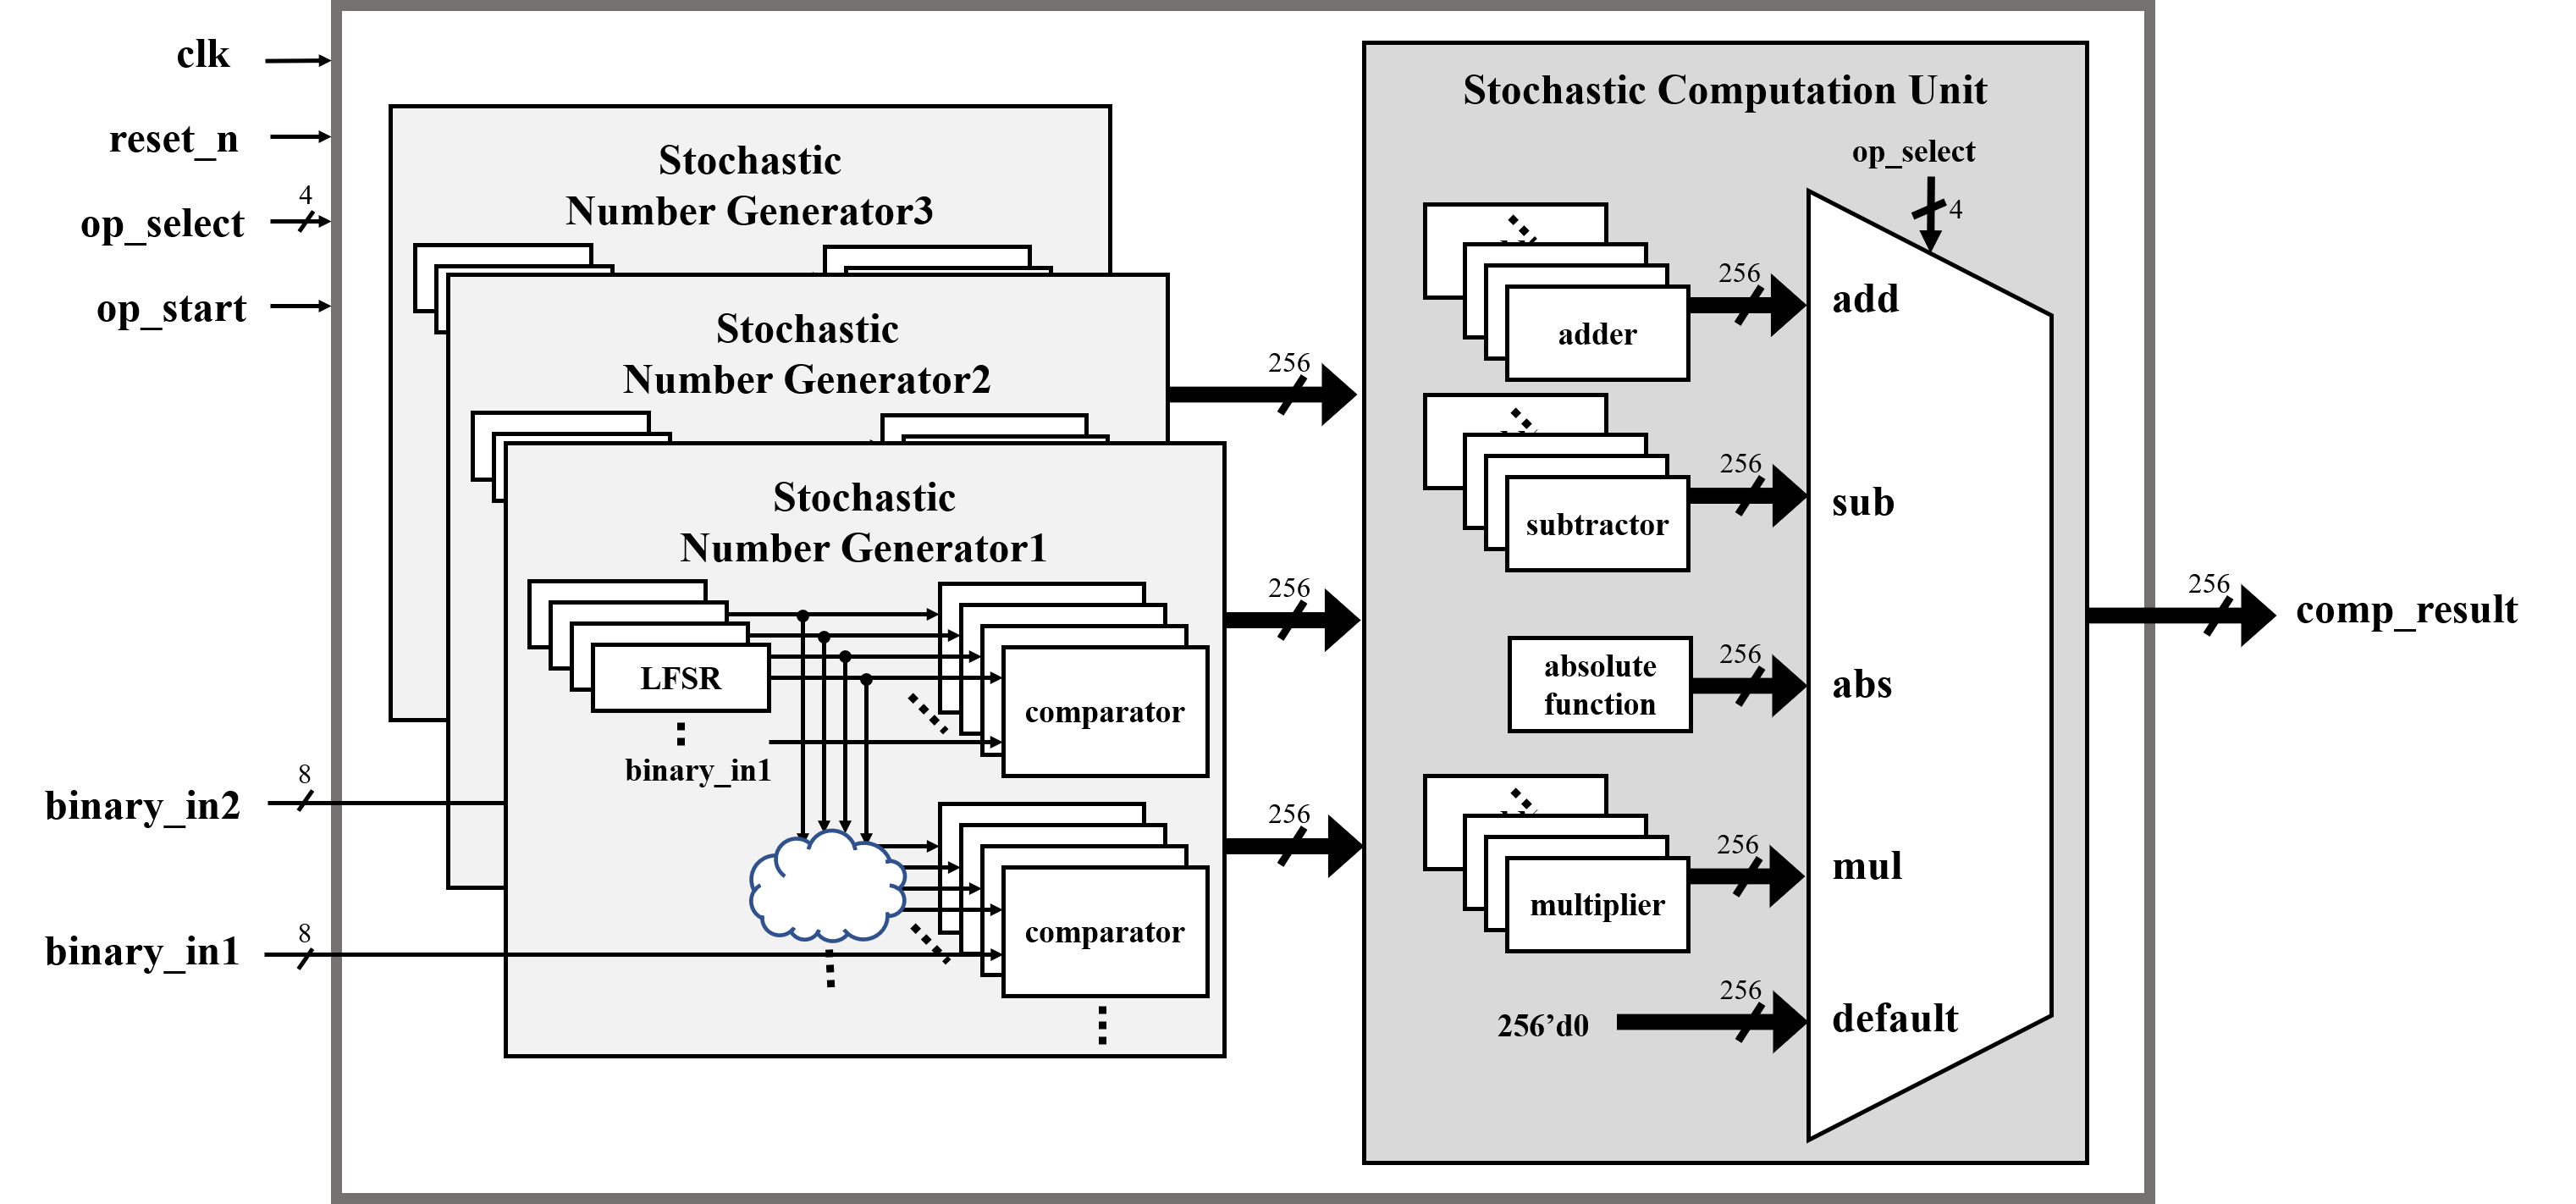 clk
reset_n
4
op_select
op_start
8
binary_in2
8
binary_in1
Stochastic
Number Generator3
Stochastic
Number Generator2
Stochastic
Number Generator1
LFSR
binary_in1
comparator
comparator
256
256
256
Stochastic Computation Unit
op_select
4
adder
256
add
subtractor
256
sub
absolute
function
256
abs
multiplier
256
mul
256’d0
256
default
256
comp_result